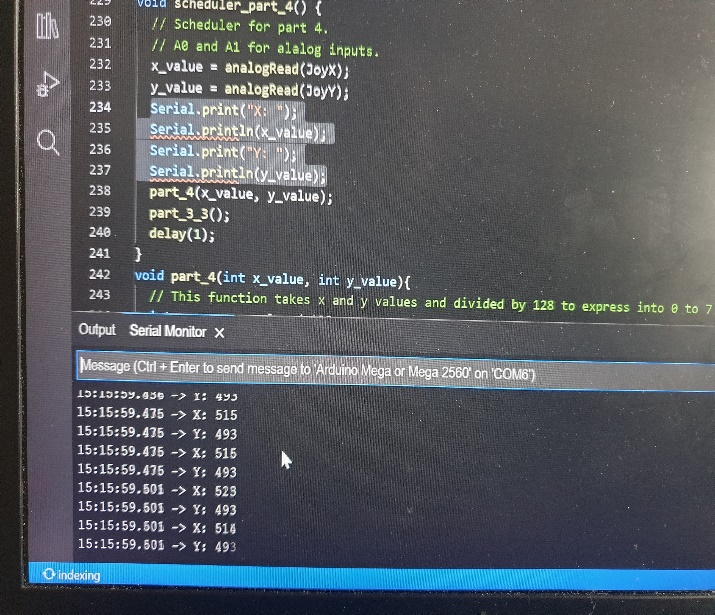 229 void scheduler_part_4() {
230 // Scheduler for part 4.
231 // A0 and A1 for alalog inputs.
232 x_value = analogRead(JoyX);
233 y_value = analogRead(JoyY);
234 Serial.print("X: ");
235 Serial.println(x_value);
236 Serial.print("Y: ");
237 Serial.println(y_value);
238 part_4(x_value, y_value);
239 part_3_3();
240 delay(1);
241 }
242 void part_4(int x_value, int y_value){
243 // This function takes x and y values and divided by 128 to express into 0 to 7
Output Serial Monitor ×
Message (Ctrl + Enter to send message to 'Arduino Mega or Mega 2560' on 'COM6')
-> Y: 493
15:15:59.475 -> X: 515
15:15:59.475 -> Y: 493
15:15:59.475 -> X: 515
15:15:59.475 -> Y: 493
15:15:59.501 -> X: 523
15:15:59.501 -> Y: 493
15:15:59.501 -> X: 514
15:15:59.501 -> Y: 493
indexing